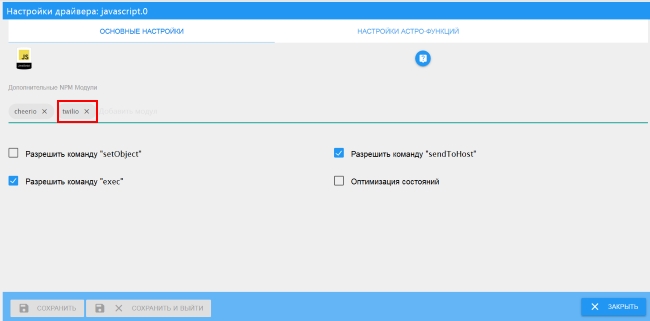 Настройки драйвера: javascript.0
ОСНОВНЫЕ НАСТРОЙКИ
НАСТРОЙКИ АСТРО ФУНКЦИЙ
JS
Дополнительные NPM Модули
cheerio ×
twilio ×
Разрешить команду "setObject"
Разрешить команду "sendToHost"
Разрешить команду "exec"
Оптимизация состояний
СОХРАНИТЬ
СОХРАНИТЬ И ВЫЙТИ
ЗАКРЫТЬ